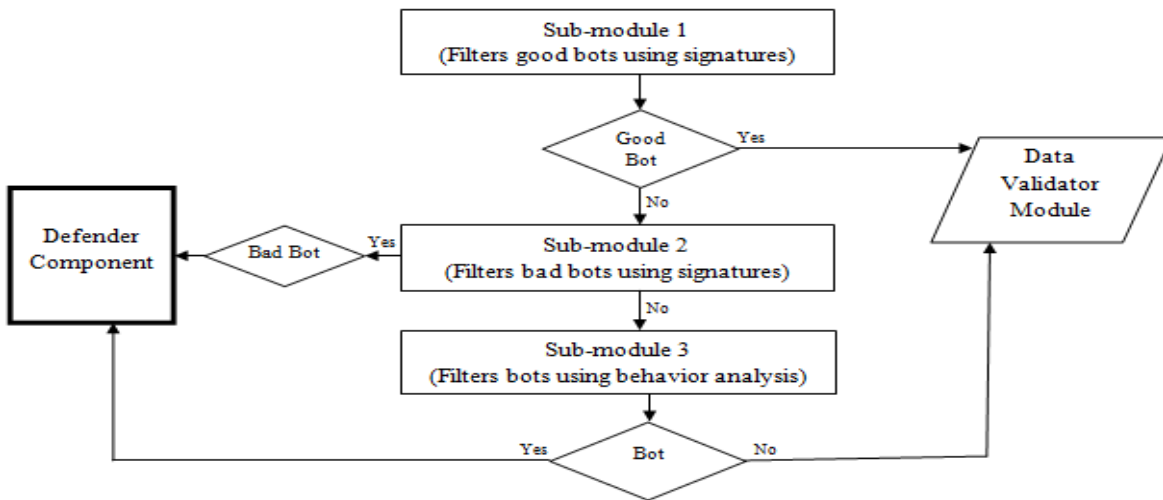 Sub-module 1
(Filters good bots using signatures)
Good
Bot
Yes
Data
Validator
Module
No
Defender
Component
Bad Bot
Yes
Sub-module 2
(Filters bad bots using signatures)
No
Sub-module 3
(Filters bots using behavior analysis)
Yes
Bot
No